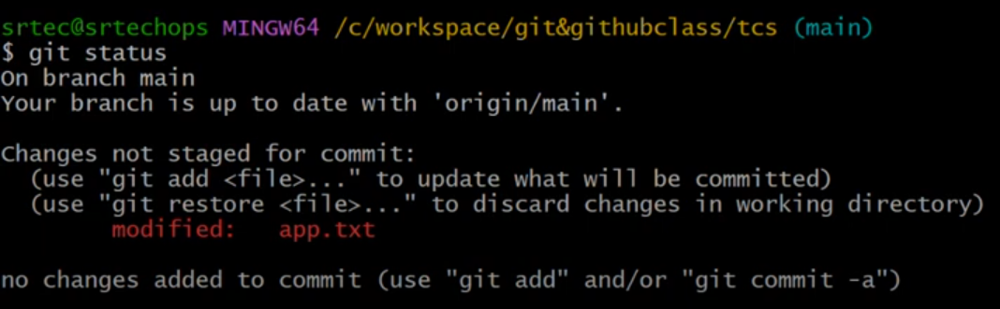 srtec@srtechops MINGW64 /c/workspace/git&githubclass/tcs (main)
$ git status
On branch main
Your branch is up to date with 'origin/main'.

Changes not staged for commit:
  (use "git add <file>..." to update what will be committed)
  (use "git restore <file>..." to discard changes in working directory)
        modified:   app.txt

no changes added to commit (use "git add" and/or "git commit -a")